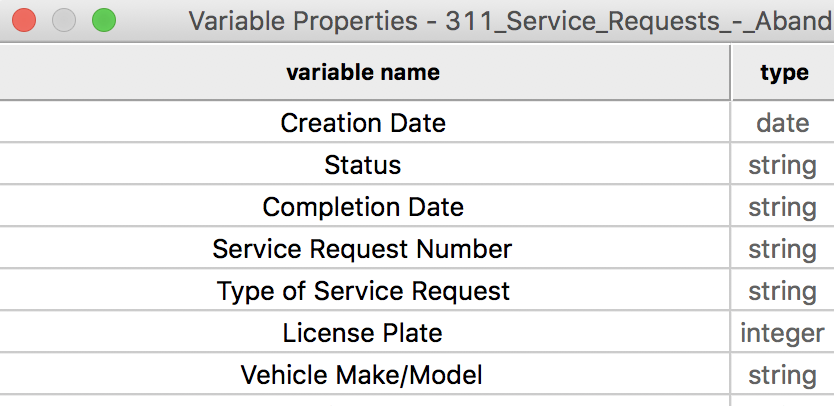 Variable Properties - 311_Service_Requests_-_Aband
variable name type
Creation Date date
Status string
Completion Date string
Service Request Number string
Type of Service Request string
License Plate integer
Vehicle Make/Model string